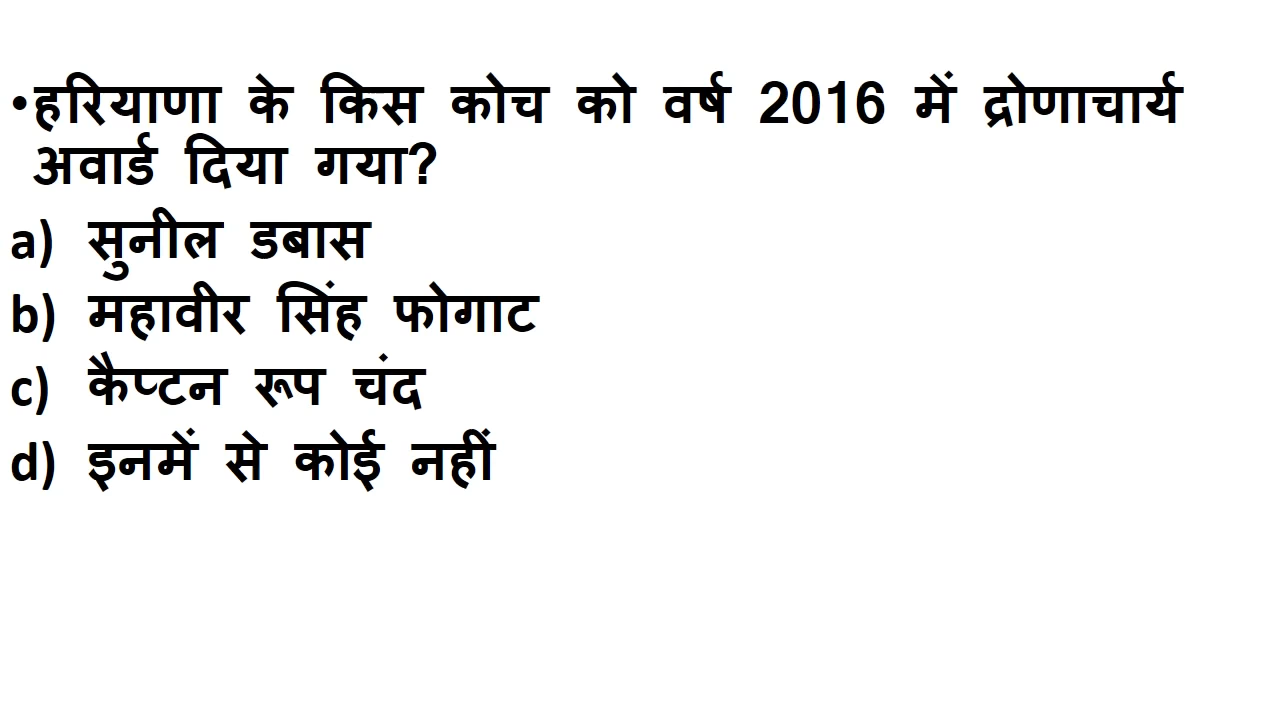 •हरियाणा के किस कोच को वर्ष 2016 में द्रोणाचार्य
अवार्ड दिया गया?
a) सुनील डबास
b) महावीर सिंह फोगाट
c) कैप्टन रूप चंद
d) इनमें से कोई नहीं